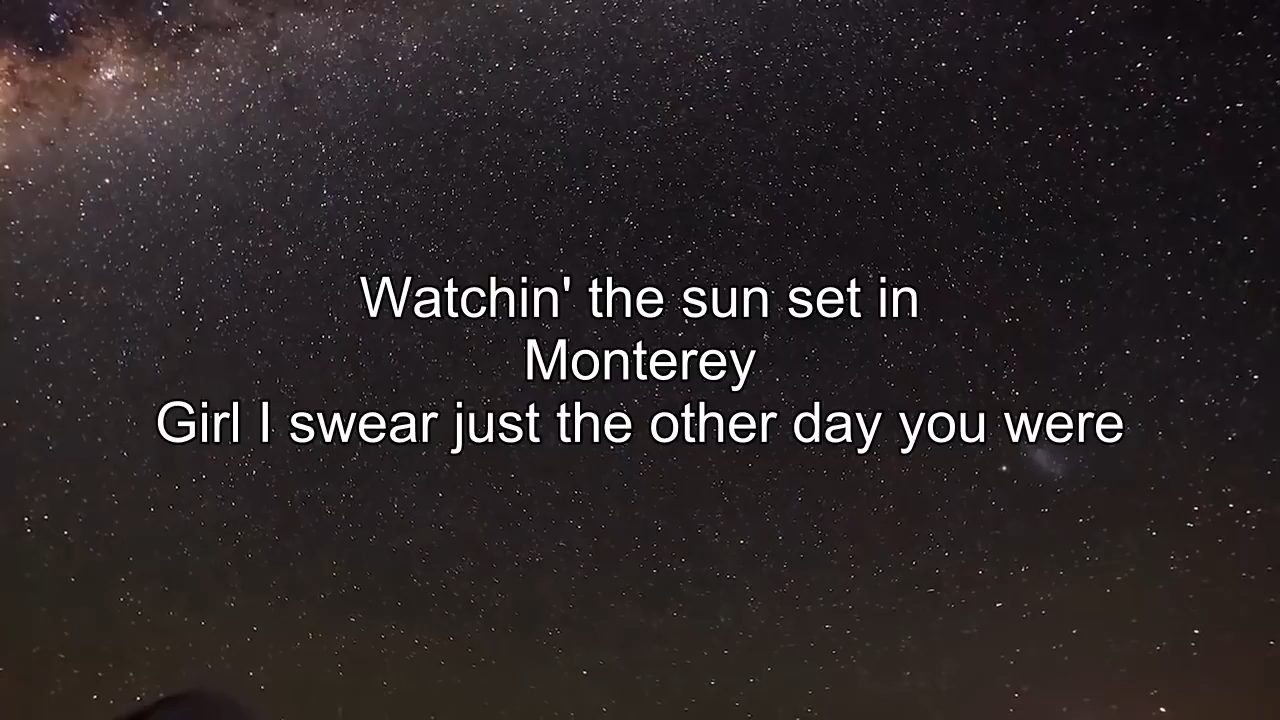 Watchin' the sun set in
Monterey
Girl I swear just the other day you were